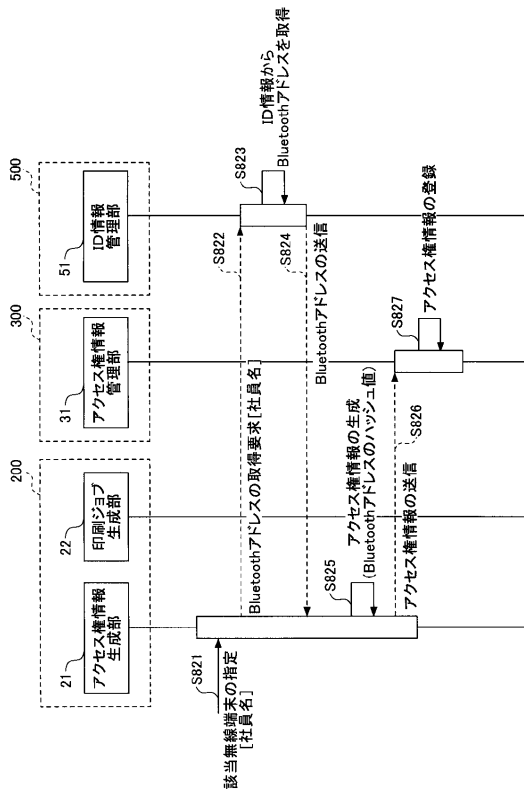 200
300
500
21
アクセス権情報
生成部
22
印刷ジョブ
生成部
31
アクセス権情報
管理部
51
ID情報
管理部
S821
該当無線端末の指定
[社員名]
S822
Bluetoothアドレスの取得要求[社員名]
S823
ID情報から
Bluetoothアドレスを取得
S824
Bluetoothアドレスの送信
S825
アクセス権情報の生成
(Bluetoothアドレスのハッシュ値)
S826
アクセス権情報の送信
S827
アクセス権情報の登録